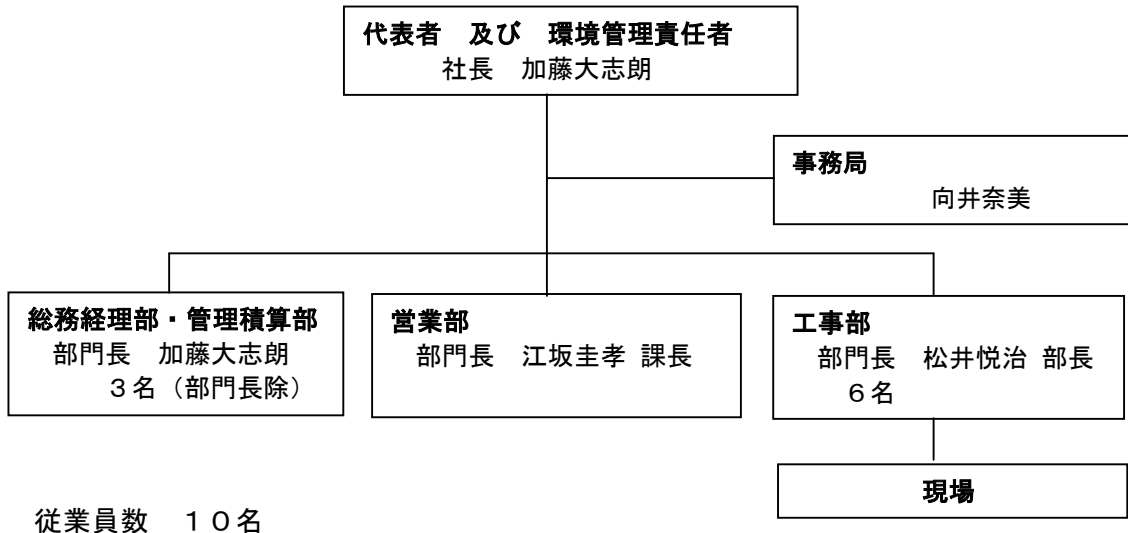 代表者　及び　環境管理責任者
社長　加藤大志朗
事務局
向井奈美
総務経理部・管理積算部
部門長　加藤大志朗
３名（部門長除）
営業部
部門長　江坂圭孝 課長
工事部
部門長　松井悦治 部長
６名
現場
従業員数　１０名